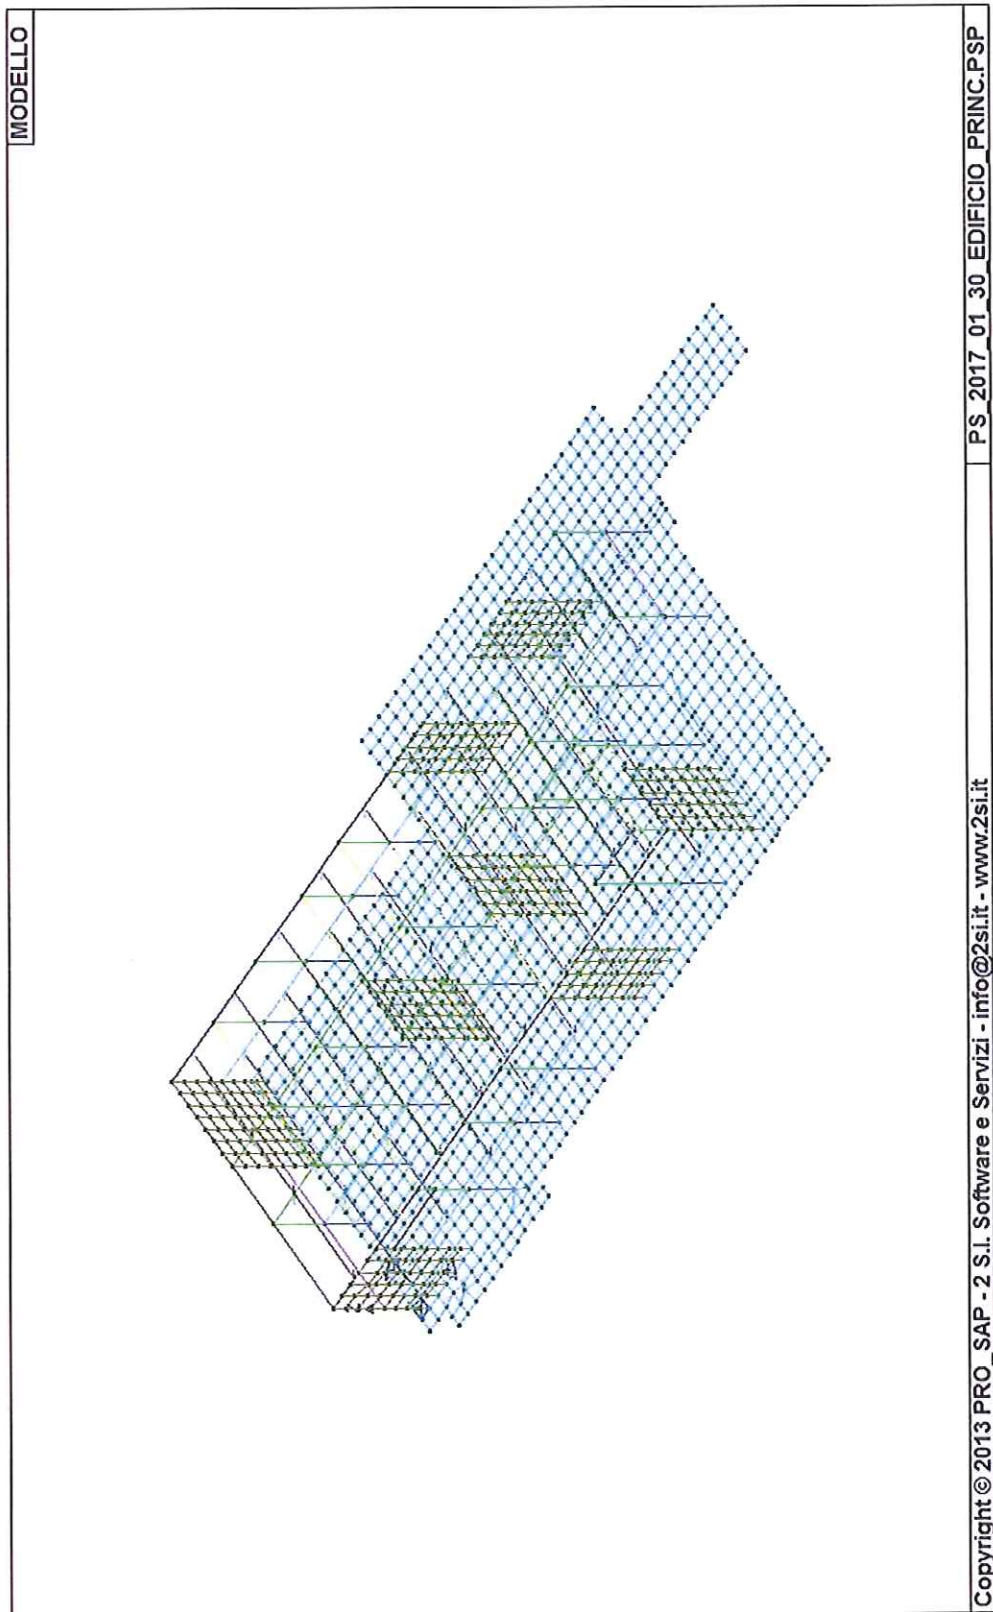 MODELLO
Copyright © 2013 PRO_SAP - 2 S.I. Software e Servizi - info@2si.it - www.2si.it
PS_2017_01_30_EDIFICIO_PRINC.PSP